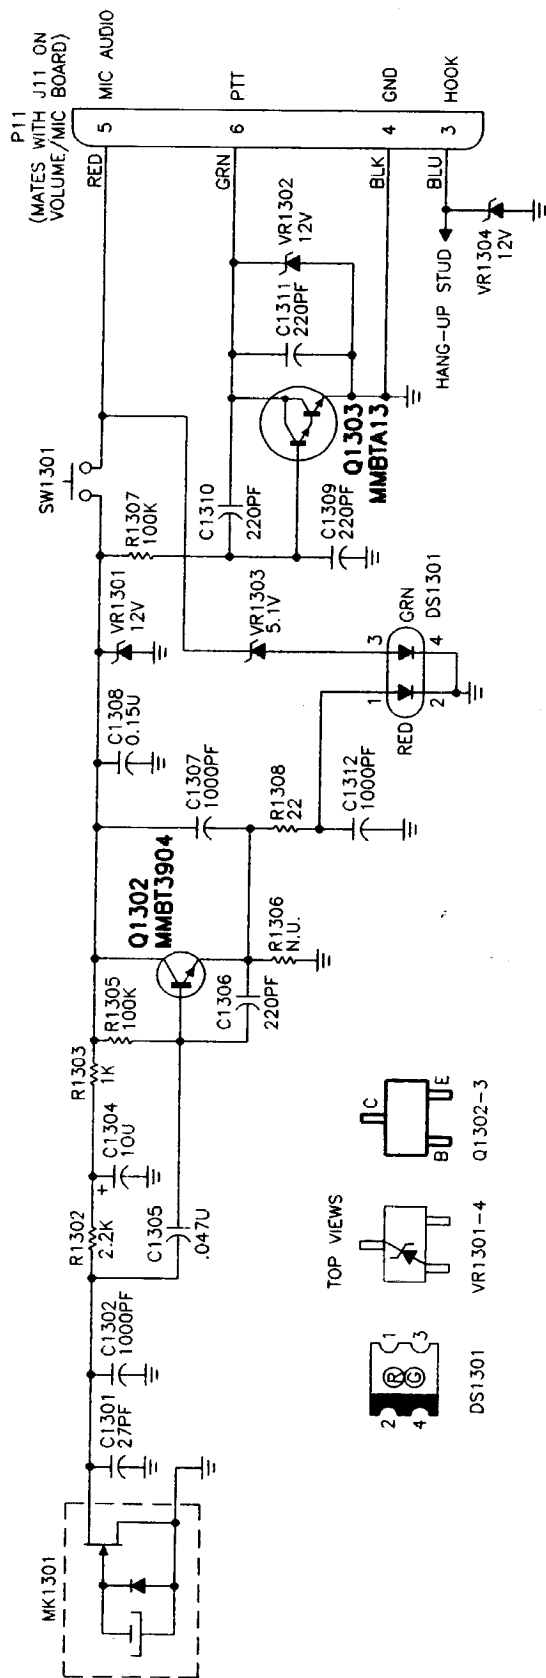 P11
(MATES WITH J11 ON
VOLUME/MIC BOARD)
MK1301
C1301
27PF
C1302
1000PF
R1302
2.2K
C1305
.047U
+
C1304
10U
R1303
1K
R1305
100K
Q1302
MMBT3904
C1306
220PF
R1306
N.U.
C1307
1000PF
R1308
22
C1312
1000PF
C1308
0.15U
VR1301
12V
R1307
100K
SW1301
VR1303
5.1V
1
3
RED
GRN
2
4
DS1301
C1310
220PF
C1309
220PF
Q1303
MMBTA13
C1311
220PF
VR1302
12V
RED
5
MIC AUDIO
GRN
6
PTT
BLK
4
GND
BLU
3
HOOK
HANG-UP STUD
VR1304
12V
TOP VIEWS
2
1
R
G
4
3
DS1301
VR1301-4
C
B
E
Q1302-3